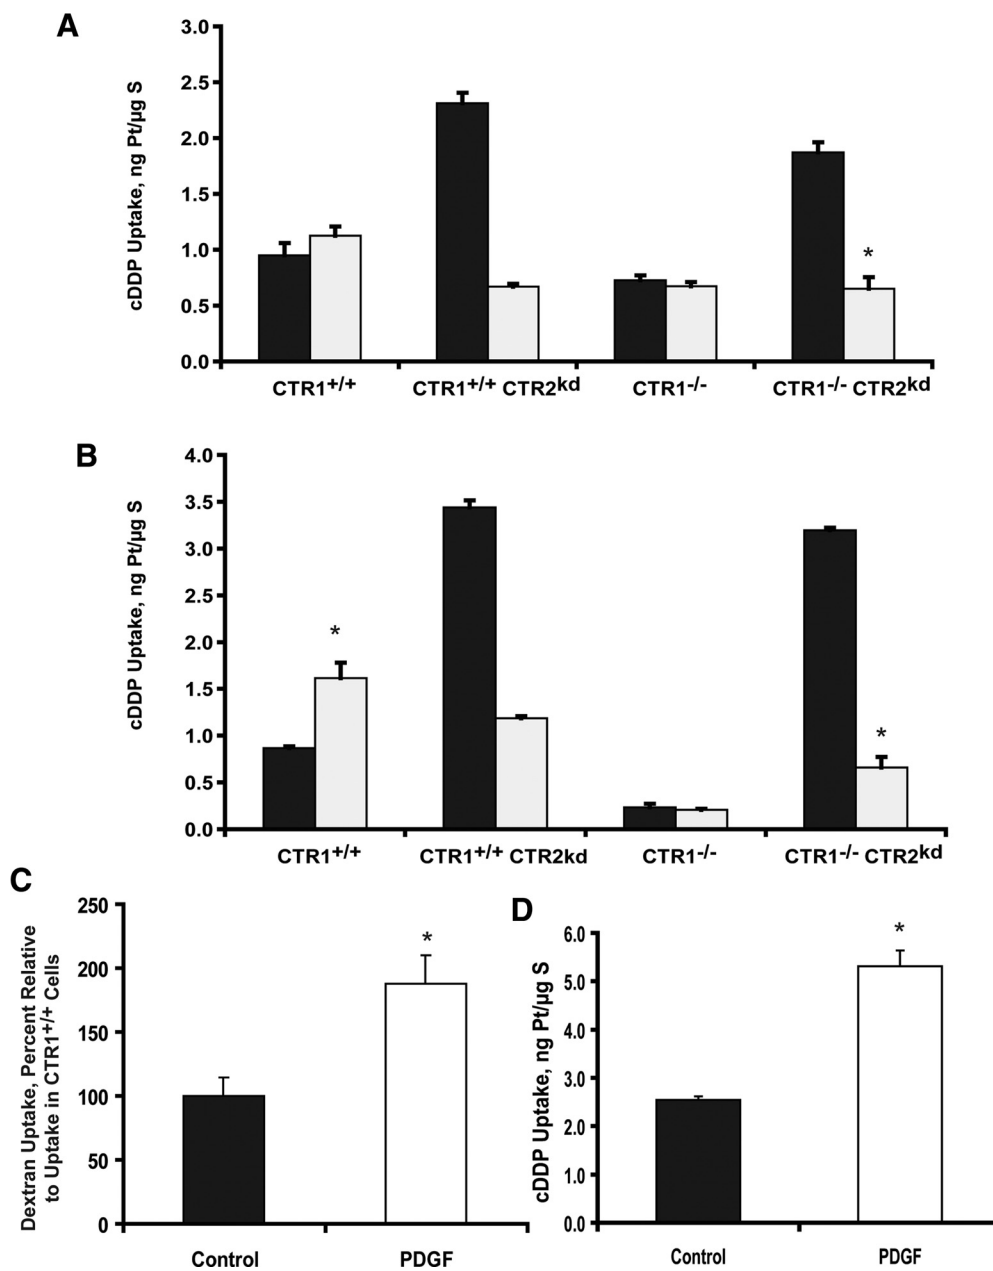 A
cDDP Uptake, ng Pt/µg S
3.0
2.5
2.0
1.5
1.0
0.5
0.0
*
CTR1+/+ CTR1+/+ CTR2kd CTR1-/- CTR1-/- CTR2kd
B
cDDP Uptake, ng Pt/µg S
4.0
3.5
3.0
2.5
2.0
1.5
1.0
0.5
0.0
* *
CTR1+/+ CTR1+/+ CTR2kd CTR1-/- CTR1-/- CTR2kd
C
Dextran Uptake, Percent Relative
to Uptake in CTR1+/+ Cells
250
200
150
100
50
0
*
Control PDGF
D
cDDP Uptake, ng Pt/µg S
6.0
5.0
4.0
3.0
2.0
1.0
0.0
*
Control PDGF